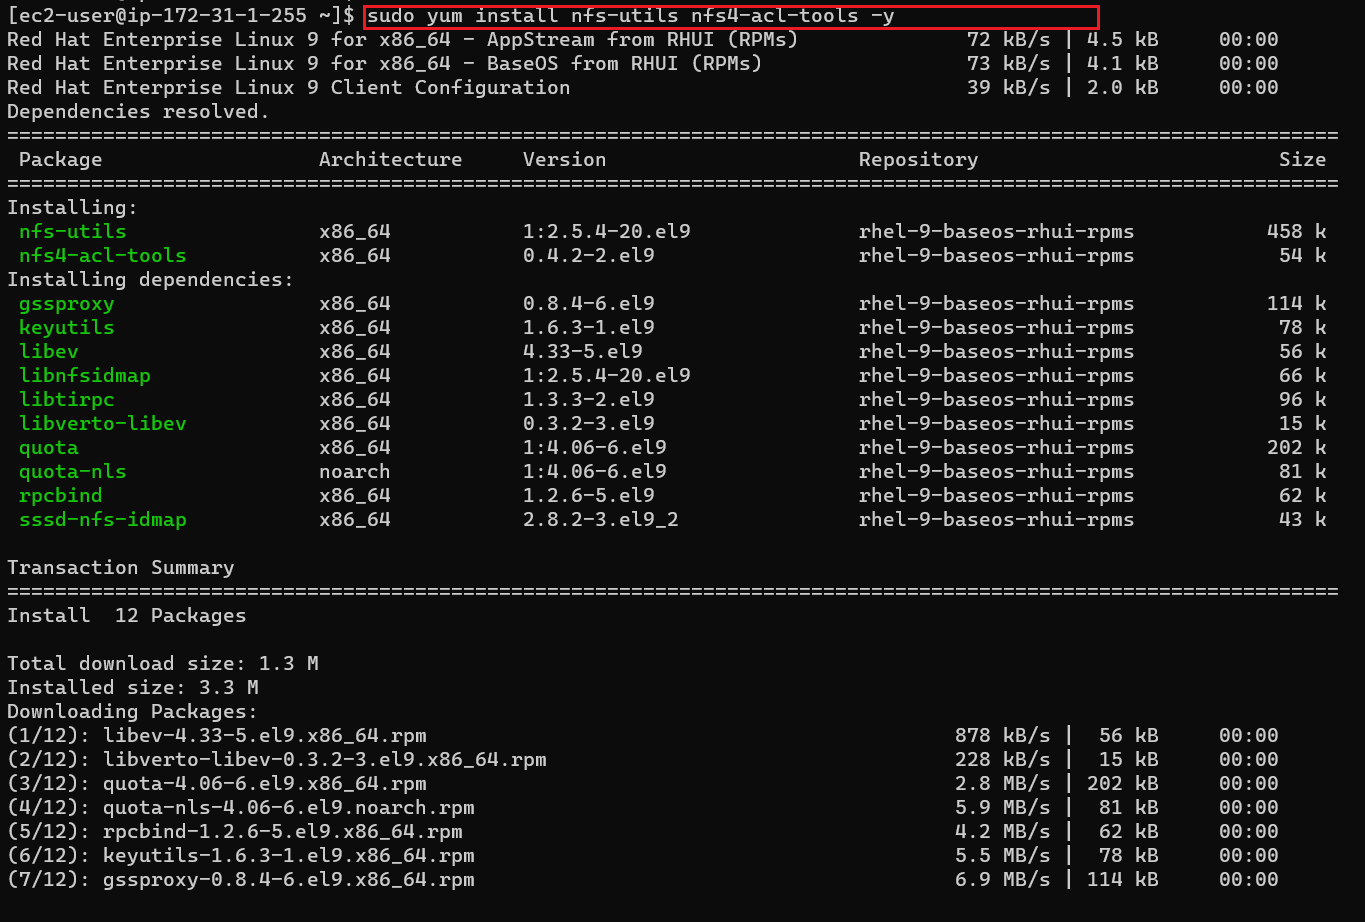 [ec2-user@ip-172-31-1-255 ~]$ sudo yum install nfs-utils nfs4-acl-tools -y
Red Hat Enterprise Linux 9 for x86_64 - AppStream from RHUI (RPMs) 72 kB/s | 4.5 kB 00:00
Red Hat Enterprise Linux 9 for x86_64 - BaseOS from RHUI (RPMs) 73 kB/s | 4.1 kB 00:00
Red Hat Enterprise Linux 9 Client Configuration 39 kB/s | 2.0 kB 00:00
Dependencies resolved.
===============================================================================================================
Package Architecture Version Repository Size
===============================================================================================================
Installing:
nfs-utils x86_64 1:2.5.4-20.el9 rhel-9-baseos-rhui-rpms 458 k
nfs4-acl-tools x86_64 0.4.2-2.el9 rhel-9-baseos-rhui-rpms 54 k
Installing dependencies:
gssproxy x86_64 0.8.4-6.el9 rhel-9-baseos-rhui-rpms 114 k
keyutils x86_64 1.6.3-1.el9 rhel-9-baseos-rhui-rpms 78 k
libev x86_64 4.33-5.el9 rhel-9-baseos-rhui-rpms 56 k
libnfsidmap x86_64 1:2.5.4-20.el9 rhel-9-baseos-rhui-rpms 66 k
libtirpc x86_64 1.3.3-2.el9 rhel-9-baseos-rhui-rpms 96 k
libverto-libev x86_64 0.3.2-3.el9 rhel-9-baseos-rhui-rpms 15 k
quota x86_64 1:4.06-6.el9 rhel-9-baseos-rhui-rpms 202 k
quota-nls noarch 1:4.06-6.el9 rhel-9-baseos-rhui-rpms 81 k
rpcbind x86_64 1.2.6-5.el9 rhel-9-baseos-rhui-rpms 62 k
sssd-nfs-idmap x86_64 2.8.2-3.el9_2 rhel-9-baseos-rhui-rpms 43 k
Transaction Summary
===============================================================================================================
Install 12 Packages
Total download size: 1.3 M
Installed size: 3.3 M
Downloading Packages:
(1/12): libev-4.33-5.el9.x86_64.rpm 878 kB/s | 56 kB 00:00
(2/12): libverto-libev-0.3.2-3.el9.x86_64.rpm 228 kB/s | 15 kB 00:00
(3/12): quota-4.06-6.el9.x86_64.rpm 2.8 MB/s | 202 kB 00:00
(4/12): quota-nls-4.06-6.el9.noarch.rpm 5.9 MB/s | 81 kB 00:00
(5/12): rpcbind-1.2.6-5.el9.x86_64.rpm 4.2 MB/s | 62 kB 00:00
(6/12): keyutils-1.6.3-1.el9.x86_64.rpm 5.5 MB/s | 78 kB 00:00
(7/12): gssproxy-0.8.4-6.el9.x86_64.rpm 6.9 MB/s | 114 kB 00:00